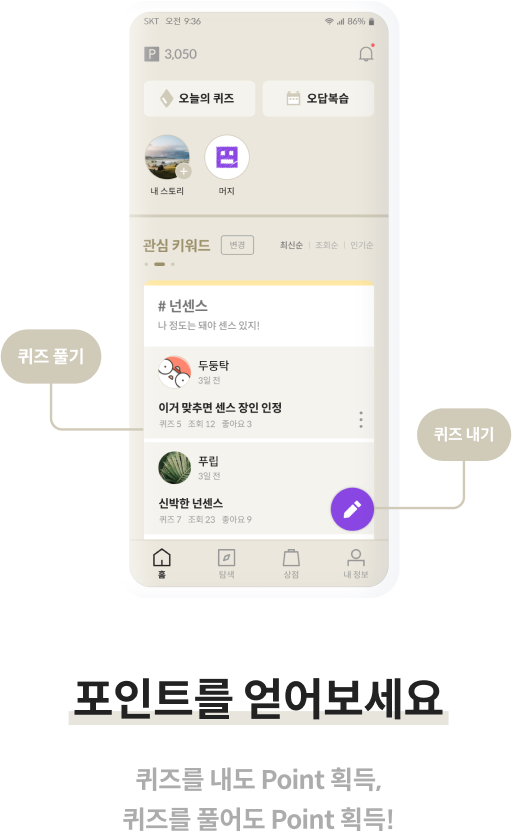 SKT 오전 9:36 86%
P 3,050
오늘의 퀴즈 오답복습
내 스토리 머지
관심 키워드 변경 최신순 | 조회순 | 인기순
# 넌센스
나 정도는 돼야 센스 있지!
두둥탁
3일 전
퀴즈 풀기
이거 맞추면 센스 장인 인정
퀴즈 5 조회 12 좋아요 3
퀴즈 내기
푸립
3일 전
신박한 넌센스
퀴즈 7 조회 23 좋아요 9
홈 탐색 상점 내 정보
포인트를 얻어보세요
퀴즈를 내도 Point 획득,
퀴즈를 풀어도 Point 획득!